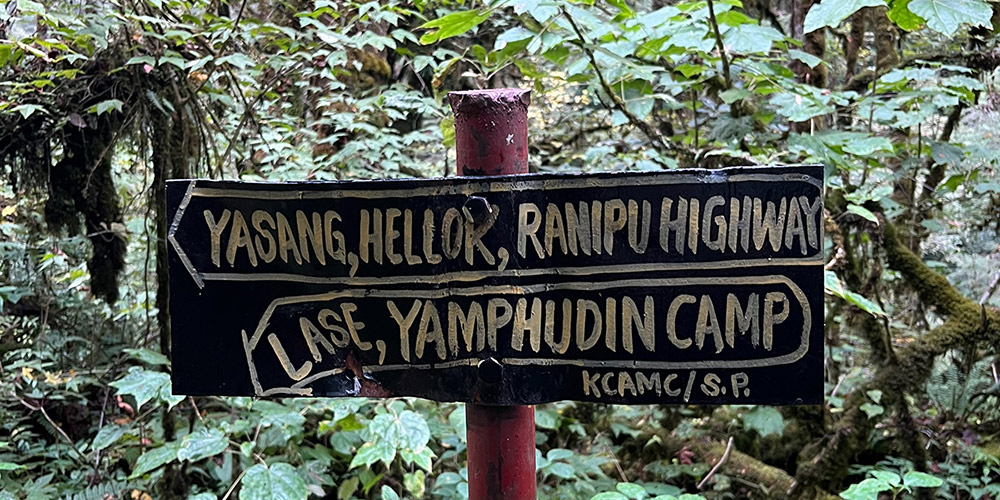 YASANG, HELLOK, RANIPU HIGHWAY
LASE, YAMPHUDIN CAMP
KCAMC/S.P.